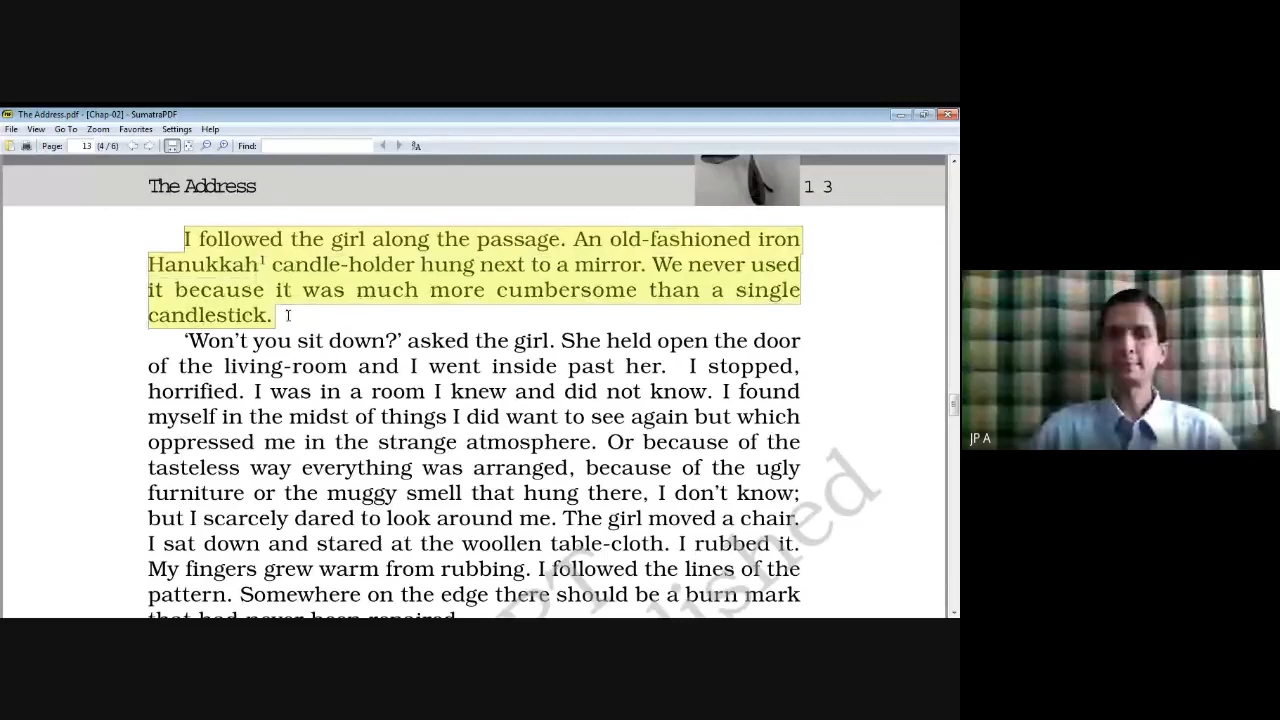 The Address.pdf - [Chap-02] - SumatraPDF
File View Go To Zoom Favorites Settings Help
Page: 13 (4 / 6) Find:
The Address 1 3
I followed the girl along the passage. An old-fashioned iron
Hanukkah¹ candle-holder hung next to a mirror. We never used
it because it was much more cumbersome than a single
candlestick.
‘Won’t you sit down?’ asked the girl. She held open the door
of the living-room and I went inside past her. I stopped,
horrified. I was in a room I knew and did not know. I found
myself in the midst of things I did want to see again but which
oppressed me in the strange atmosphere. Or because of the
tasteless way everything was arranged, because of the ugly
furniture or the muggy smell that hung there, I don’t know;
but I scarcely dared to look around me. The girl moved a chair.
I sat down and stared at the woollen table-cloth. I rubbed it.
My fingers grew warm from rubbing. I followed the lines of the
pattern. Somewhere on the edge there should be a burn mark
that had never been repaired.
JP A